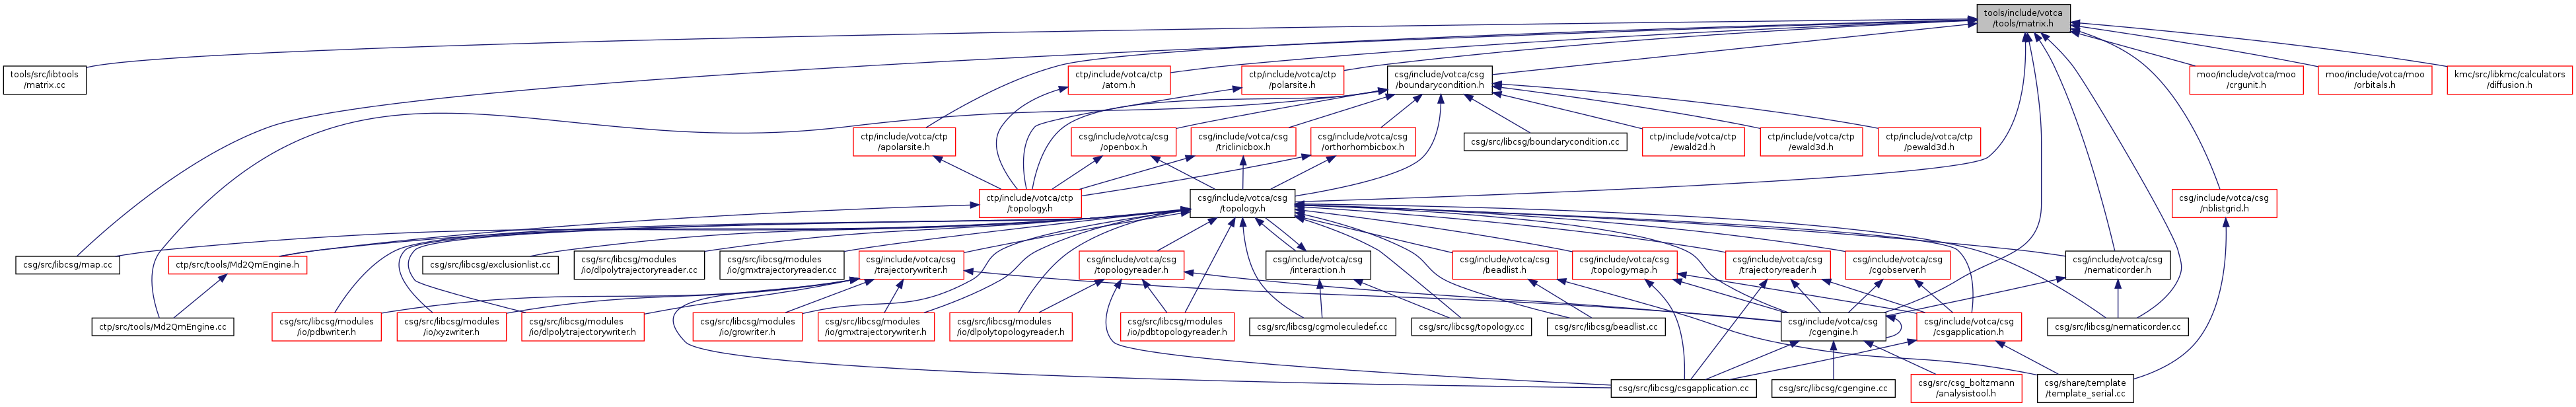 tools/include/votca
/tools/matrix.h
tools/src/libtools
/matrix.cc
ctp/include/votca/ctp
/atom.h
ctp/include/votca/ctp
/polarsite.h
csg/include/votca/csg
/boundarycondition.h
moo/include/votca/moo
/crgunit.h
moo/include/votca/moo
/orbitals.h
kmc/src/libkmc/calculators
/diffusion.h
ctp/include/votca/ctp
/apolarsite.h
csg/include/votca/csg
/openbox.h
csg/include/votca/csg
/triclinicbox.h
csg/include/votca/csg
/orthorhombicbox.h
csg/src/libcsg/boundarycondition.cc
ctp/include/votca/ctp
/ewald2d.h
ctp/include/votca/ctp
/ewald3d.h
ctp/include/votca/ctp
/pewald3d.h
ctp/include/votca/ctp
/topology.h
csg/include/votca/csg
/topology.h
csg/include/votca/csg
/nblistgrid.h
csg/src/libcsg/map.cc
ctp/src/tools/Md2QmEngine.h
csg/src/libcsg/exclusionlist.cc
csg/src/libcsg/modules
/io/dlpolytrajectoryreader.cc
csg/src/libcsg/modules
/io/gmxtrajectoryreader.cc
csg/include/votca/csg
/trajectorywriter.h
csg/include/votca/csg
/topologyreader.h
csg/include/votca/csg
/interaction.h
csg/include/votca/csg
/beadlist.h
csg/include/votca/csg
/topologymap.h
csg/include/votca/csg
/trajectoryreader.h
csg/include/votca/csg
/cgobserver.h
csg/include/votca/csg
/nematicorder.h
ctp/src/tools/Md2QmEngine.cc
csg/src/libcsg/modules
/io/pdbwriter.h
csg/src/libcsg/modules
/io/xyzwriter.h
csg/src/libcsg/modules
/io/dlpolytrajectorywriter.h
csg/src/libcsg/modules
/io/growriter.h
csg/src/libcsg/modules
/io/gmxtrajectorywriter.h
csg/src/libcsg/modules
/io/dlpolytopologyreader.h
csg/src/libcsg/modules
/io/pdbtopologyreader.h
csg/src/libcsg/cgmoleculedef.cc
csg/src/libcsg/topology.cc
csg/src/libcsg/beadlist.cc
csg/include/votca/csg
/cgengine.h
csg/include/votca/csg
/csgapplication.h
csg/src/libcsg/nematicorder.cc
csg/src/libcsg/csgapplication.cc
csg/src/libcsg/cgengine.cc
csg/src/csg_boltzmann
/analysistool.h
csg/share/template
/template_serial.cc